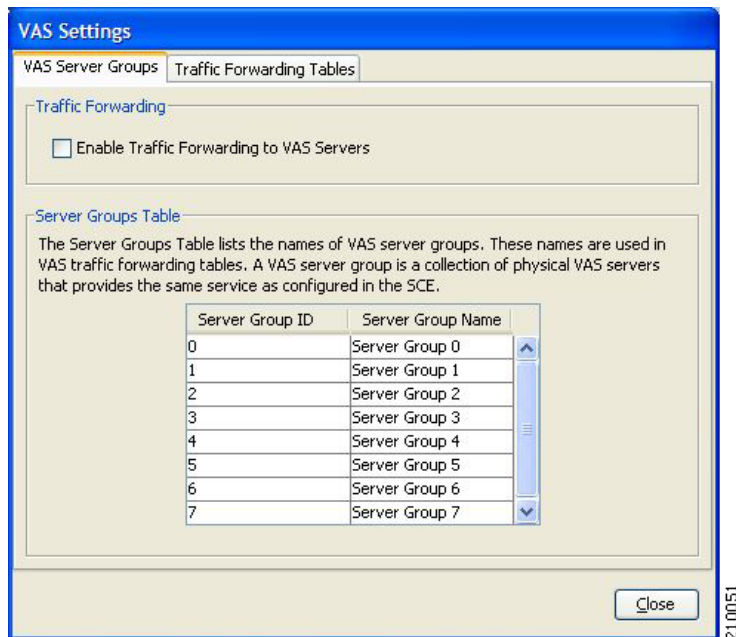 VAS Settings
VAS Server Groups Traffic Forwarding Tables
Traffic Forwarding
Enable Traffic Forwarding to VAS Servers
Server Groups Table
The Server Groups Table lists the names of VAS server groups. These names are used in
VAS traffic forwarding tables. A VAS server group is a collection of physical VAS servers
that provides the same service as configured in the SCE.
Server Group ID Server Group Name
0 Server Group 0
1 Server Group 1
2 Server Group 2
3 Server Group 3
4 Server Group 4
5 Server Group 5
6 Server Group 6
7 Server Group 7
Close
210051